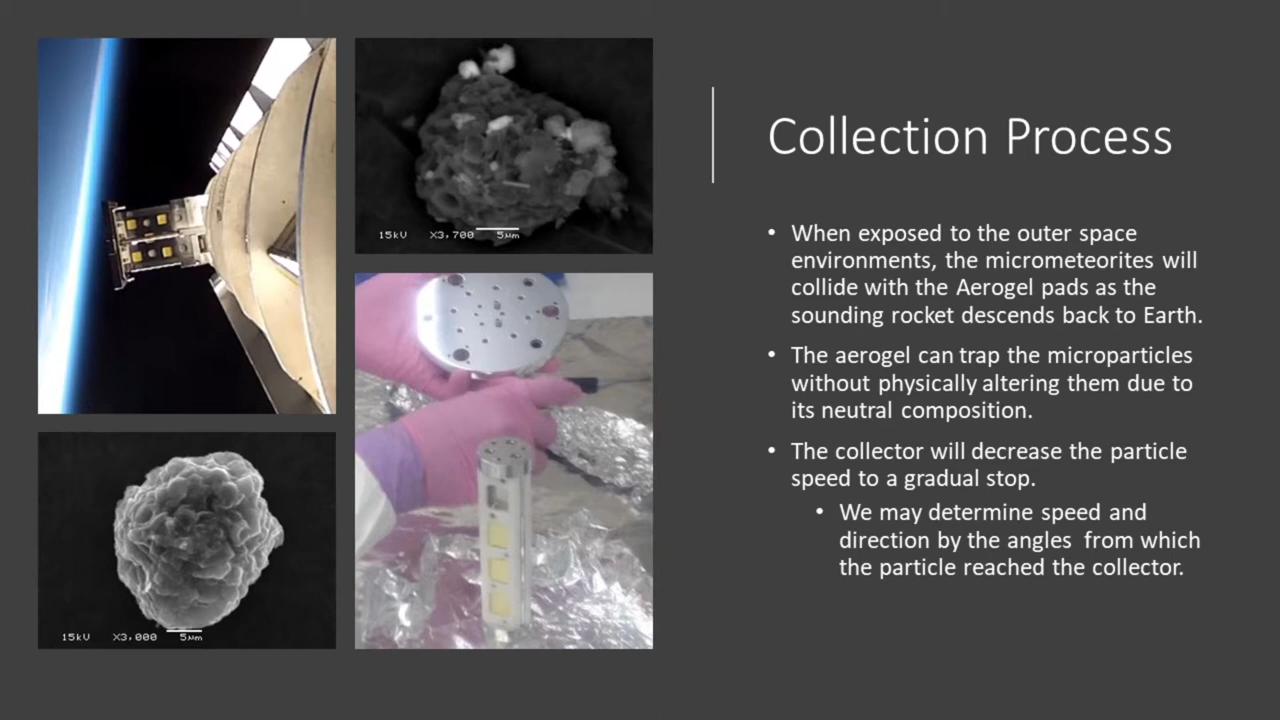 15kV X3,700 5µm
15kV X3,000 5µm
Collection Process
• When exposed to the outer space
environments, the micrometeorites will
collide with the Aerogel pads as the
sounding rocket descends back to Earth.
• The aerogel can trap the microparticles
without physically altering them due to
its neutral composition.
• The collector will decrease the particle
speed to a gradual stop.
• We may determine speed and
direction by the angles from which
the particle reached the collector.